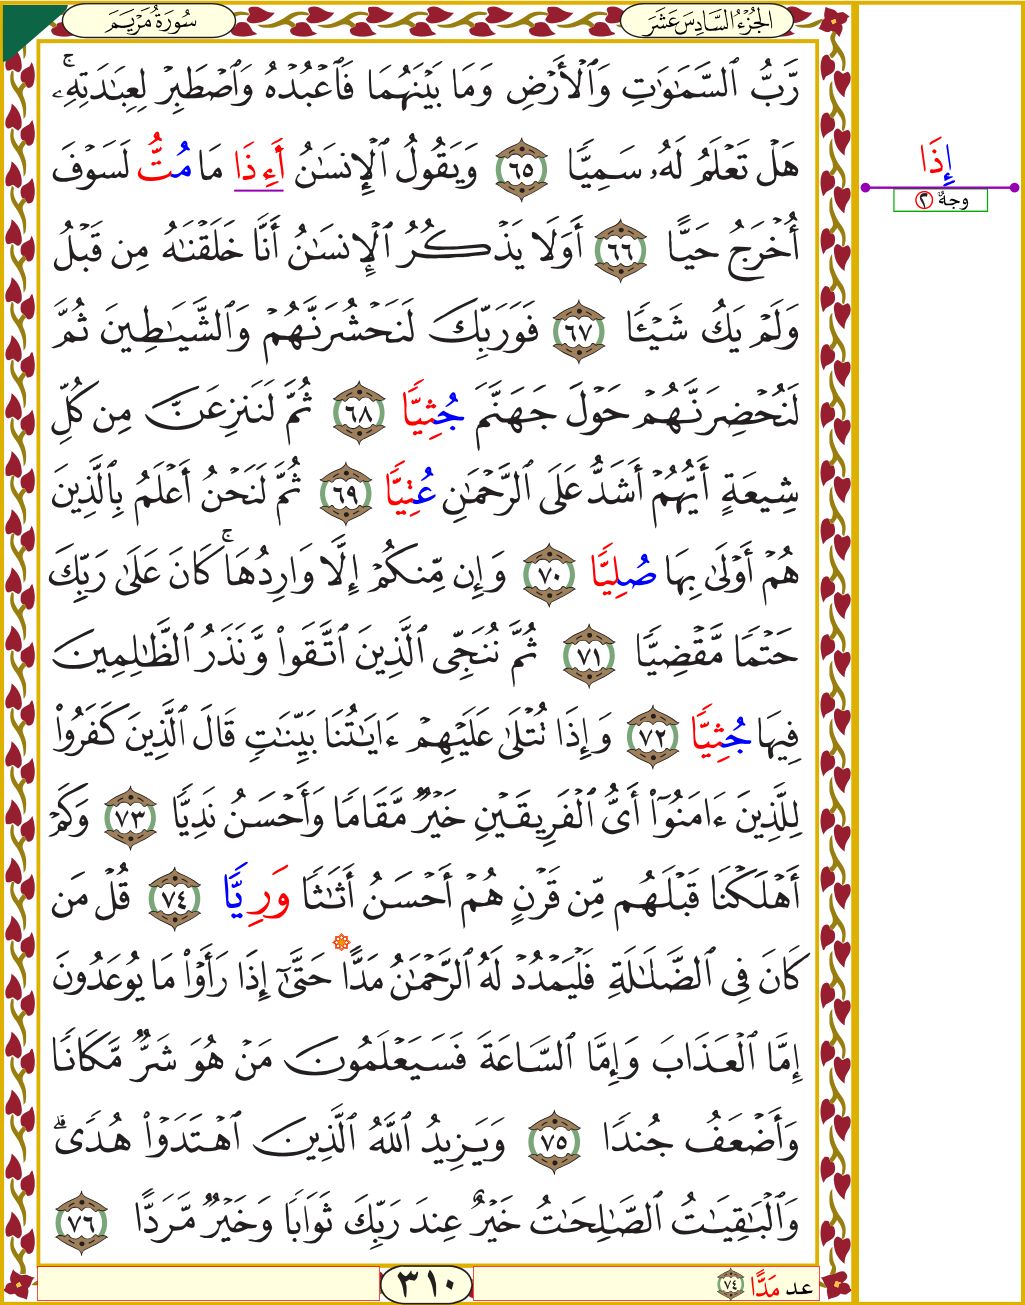 الجُزْءُ السَّادِسَ عَشَرَ
سُورَةُ مَرْيَمَ
رَّبُّ ٱلسَّمَٰوَٰتِ وَٱلْأَرْضِ وَمَا بَيْنَهُمَا فَٱعْبُدْهُ وَٱصْطَبِرْ لِعِبَٰدَتِهِۦۚ
هَلْ تَعْلَمُ لَهُۥ سَمِيًّا ٦٥ وَيَقُولُ ٱلْإِنسَٰنُ أَءِذَا مَا مُتُّ لَسَوْفَ
أُخْرَجُ حَيًّا ٦٦ أَوَلَا يَذْكُرُ ٱلْإِنسَٰنُ أَنَّا خَلَقْنَٰهُ مِن قَبْلُ
وَلَمْ يَكُ شَيْـًٔا ٦٧ فَوَرَبِّكَ لَنَحْشُرَنَّهُمْ وَٱلشَّيَٰطِينَ ثُمَّ
لَنُحْضِرَنَّهُمْ حَوْلَ جَهَنَّمَ جُثِيًّا ٦٨ ثُمَّ لَنَنزِعَنَّ مِن كُلِّ
شِيعَةٍ أَيُّهُمْ أَشَدُّ عَلَى ٱلرَّحْمَٰنِ عُتِيًّا ٦٩ ثُمَّ لَنَحْنُ أَعْلَمُ بِٱلَّذِينَ
هُمْ أَوْلَىٰ بِهَا صُلِيًّا ٧٠ وَإِن مِّنكُمْ إِلَّا وَارِدُهَاۚ كَانَ عَلَىٰ رَبِّكَ
حَتْمًا مَّقْضِيًّا ٧١ ثُمَّ نُنَجِّى ٱلَّذِينَ ٱتَّقَوا۟ وَّنَذَرُ ٱلظَّٰلِمِينَ
فِيهَا جُثِيًّا ٧٢ وَإِذَا تُتْلَىٰ عَلَيْهِمْ ءَايَٰتُنَا بَيِّنَٰتٍ قَالَ ٱلَّذِينَ كَفَرُوا۟
لِلَّذِينَ ءَامَنُوٓا۟ أَىُّ ٱلْفَرِيقَيْنِ خَيْرٌ مَّقَامًا وَأَحْسَنُ نَدِيًّا ٧٣ وَكَمْ
أَهْلَكْنَا قَبْلَهُم مِّن قَرْنٍ هُمْ أَحْسَنُ أَثَٰثًا وَرِيًّا ٧٤ قُلْ مَن
كَانَ فِى ٱلضَّلَٰلَةِ فَلْيَمْدُدْ لَهُ ٱلرَّحْمَٰنُ مَدًّا حَتَّىٰٓ إِذَا رَأَوْا۟ مَا يُوعَدُونَ
إِمَّا ٱلْعَذَابَ وَإِمَّا ٱلسَّاعَةَ فَسَيَعْلَمُونَ مَنْ هُوَ شَرٌّ مَّكَانًا
وَأَضْعَفُ جُندًا ٧٥ وَيَزِيدُ ٱللَّهُ ٱلَّذِينَ ٱهْتَدَوْا۟ هُدًىۗ
وَٱلْبَٰقِيَٰتُ ٱلصَّٰلِحَٰتُ خَيْرٌ عِندَ رَبِّكَ ثَوَابًا وَخَيْرٌ مَّرَدًّا ٧٦
إِذَا
وجهٌ ٢
عد مَدًّا ٧٤
٣١٠